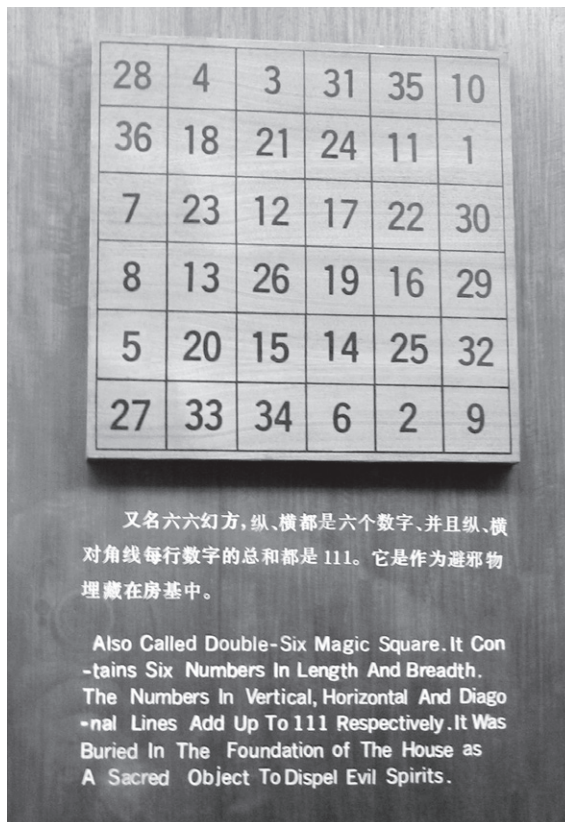 28 4 3 31 35 10
36 18 21 24 11 1
7 23 12 17 22 30
8 13 26 19 16 29
5 20 15 14 25 32
27 33 34 6 2 9
又名六六幻方，纵、横都是六个数字、并且纵、横
对角线每行数字的总和都是 111。它是作为避邪物
埋藏在房基中。
Also Called Double-Six Magic Square. It Con
-tains Six Numbers In Length And Breadth.
The Numbers In Vertical, Horizontal And Diago
-nal Lines Add Up To 111 Respectively. It Was
Buried In The Foundation of The House as
A Sacred Object To Dispel Evil Spirits.